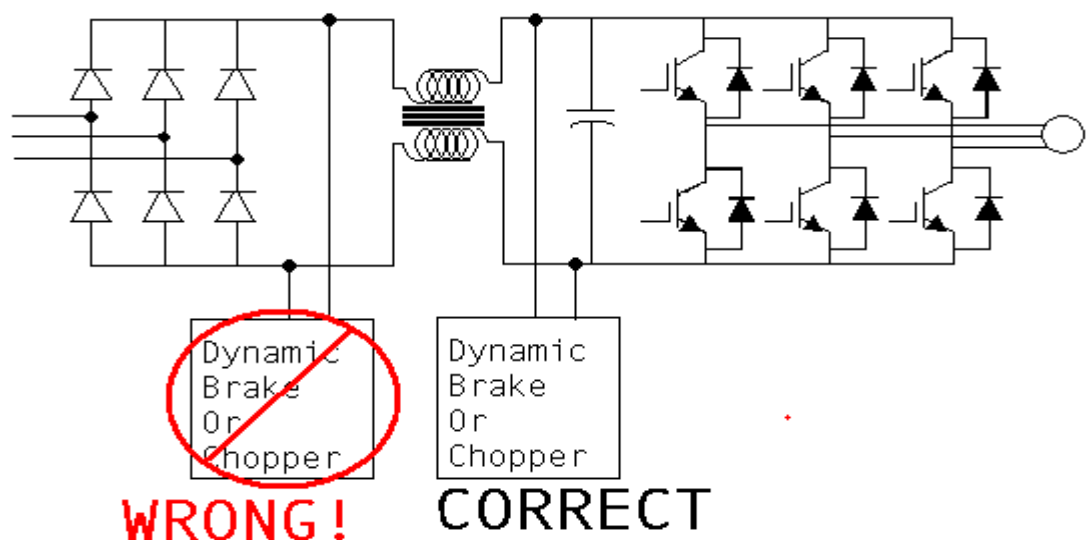 Dynamic
Brake
Or
Chopper
WRONG!
Dynamic
Brake
Or
Chopper
CORRECT